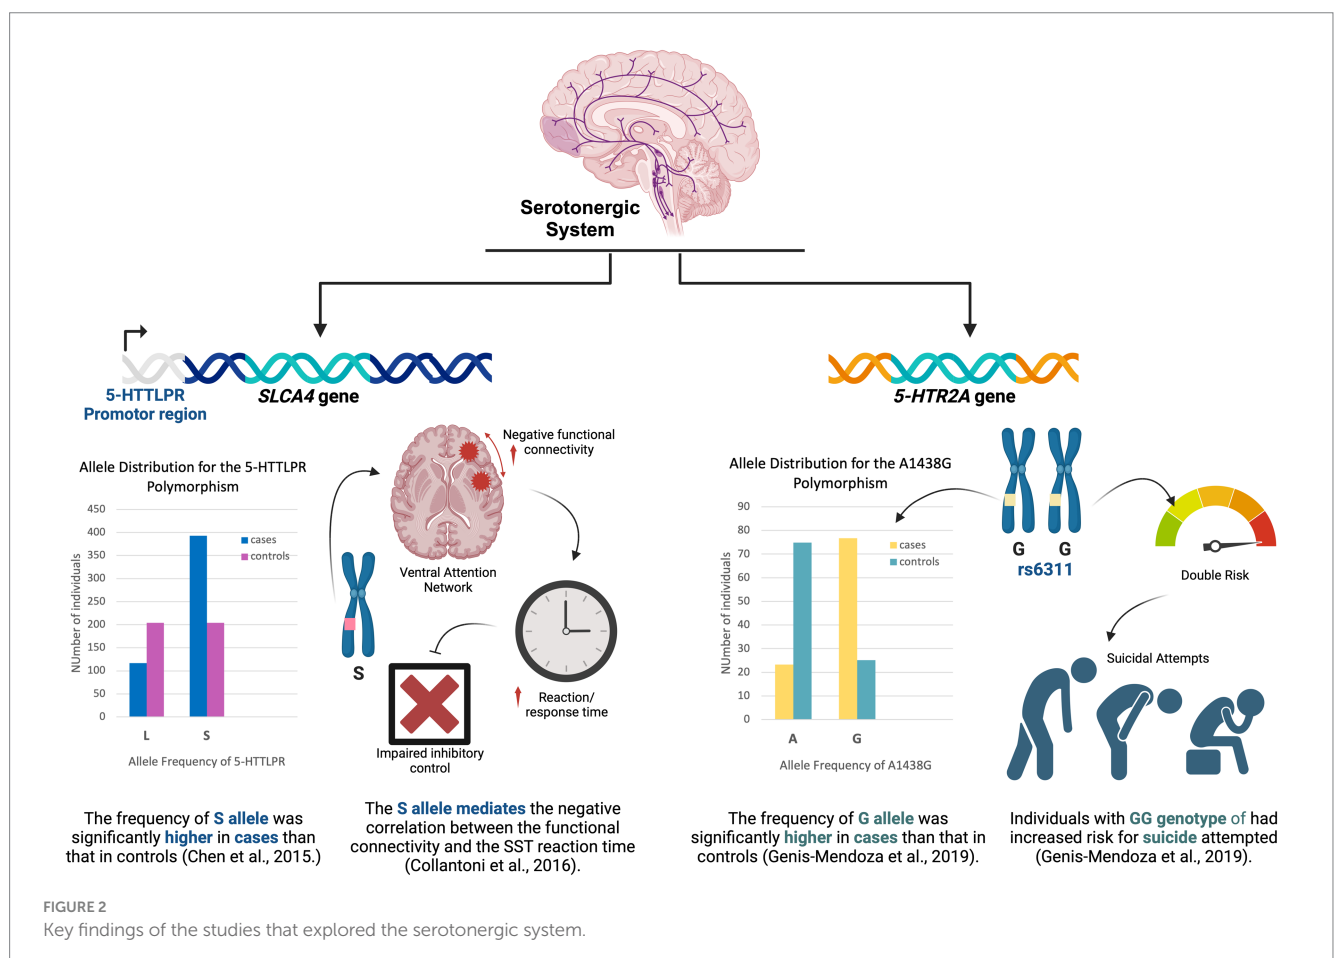 Serotonergic
System
5-HTTLPR
Promotor region
SLCA4 gene
5-HTR2A gene
Allele Distribution for the 5-HTTLPR
Polymorphism
NUmber of individuals
450
400
350
300
250
200
150
100
50
0
cases
controls
L
S
Allele Frequency of 5-HTTLPR
Negative functional
connectivity
Ventral Attention
Network
S
Reaction/
response time
Impaired inhibitory
control
Allele Distribution for the A1438G
Polymorphism
NUmber of individuals
90
80
70
60
50
40
30
20
10
0
cases
controls
A
G
Allele Frequency of A1438G
G G
rs6311
Double Risk
Suicidal Attempts
The frequency of S allele was
significantly higher in cases than
that in controls (Chen et al., 2015.)
The S allele mediates the negative
correlation between the functional
connectivity and the SST reaction time
(Collantoni et al., 2016).
The frequency of G allele was
significantly higher in cases than that in
controls (Genis-Mendoza et al., 2019).
Individuals with GG genotype of had
increased risk for suicide attempted
(Genis-Mendoza et al., 2019).
FIGURE 2
Key findings of the studies that explored the serotonergic system.